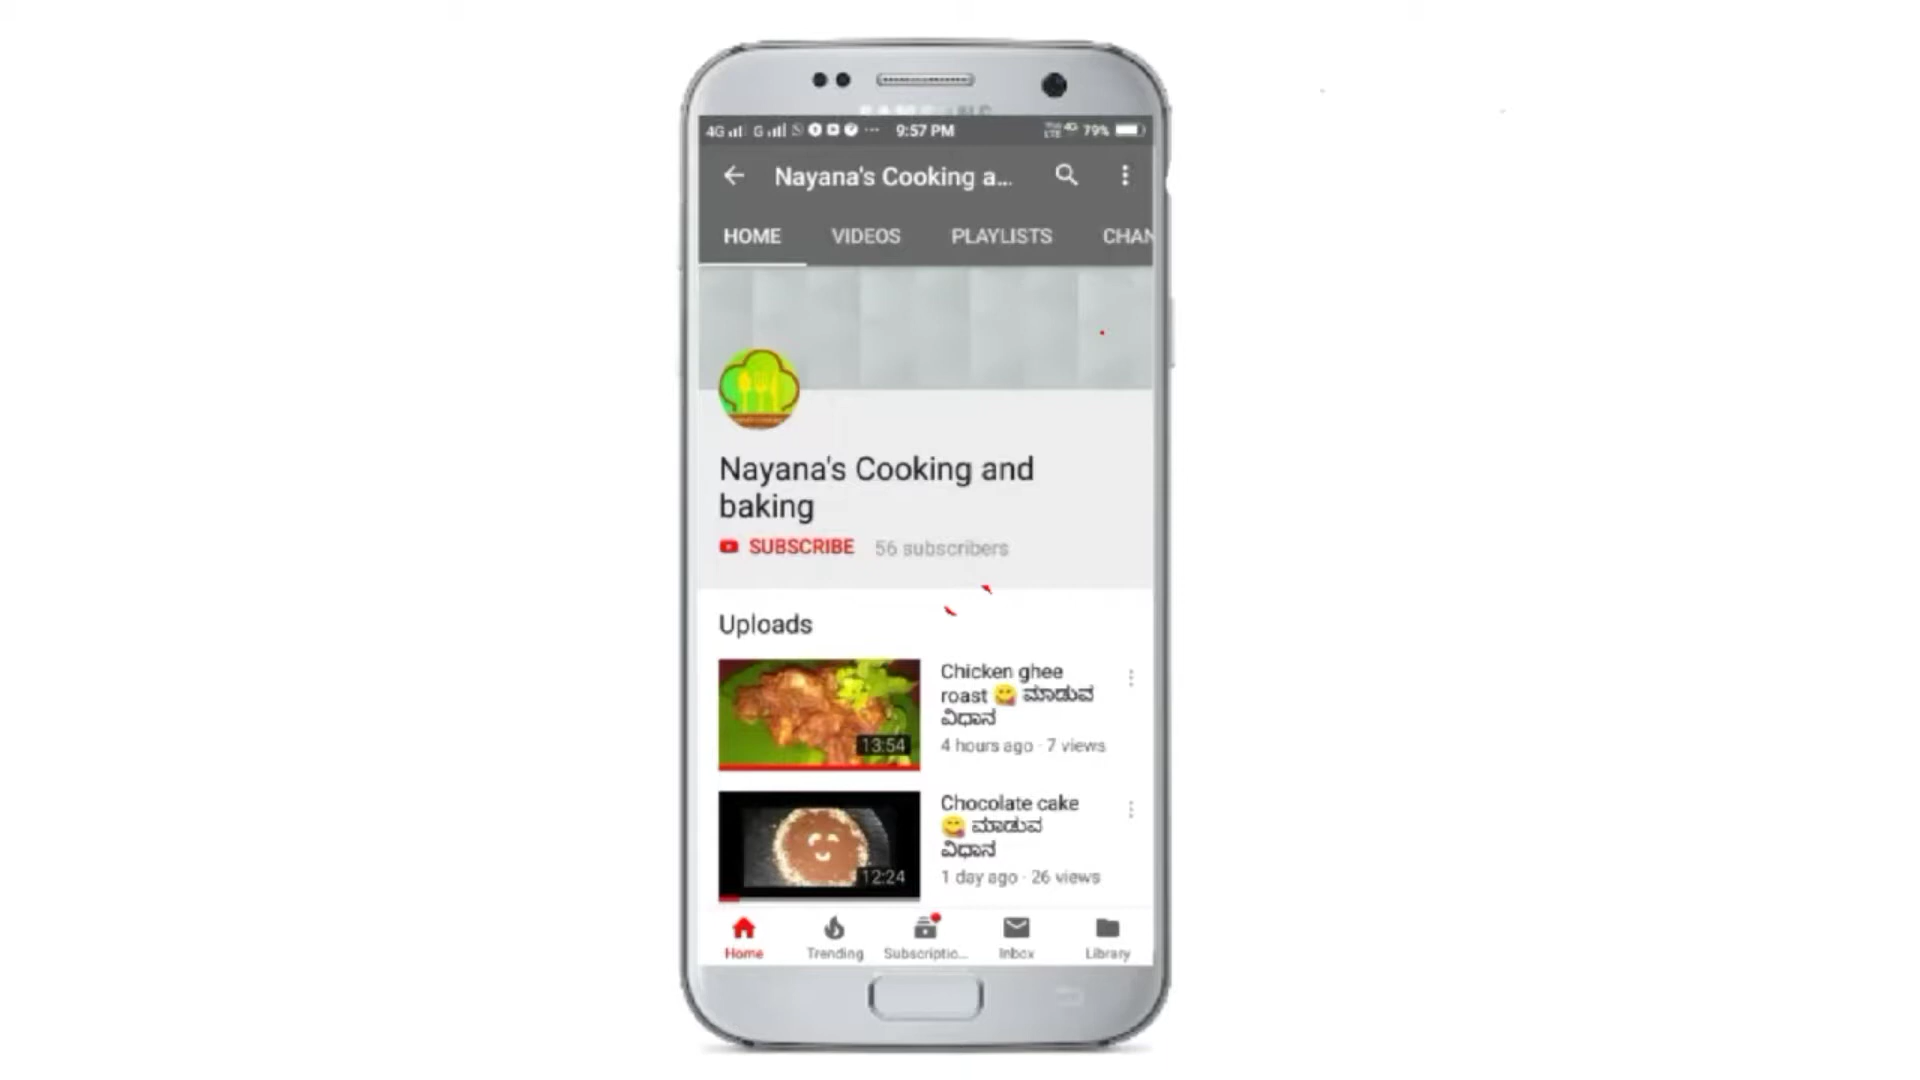 4G G 9:57 PM 4G 79%
Nayana's Cooking a...
HOME VIDEOS PLAYLISTS CHAN
Nayana's Cooking and
baking
SUBSCRIBE 56 subscribers
Uploads
Chicken ghee
roast 😋 ಮಾಡುವ
ವಿಧಾನ
4 hours ago · 7 views
13:54
Chocolate cake
😋 ಮಾಡುವ
ವಿಧಾನ
1 day ago · 26 views
12:24
Home Trending Subscriptio... Inbox Library